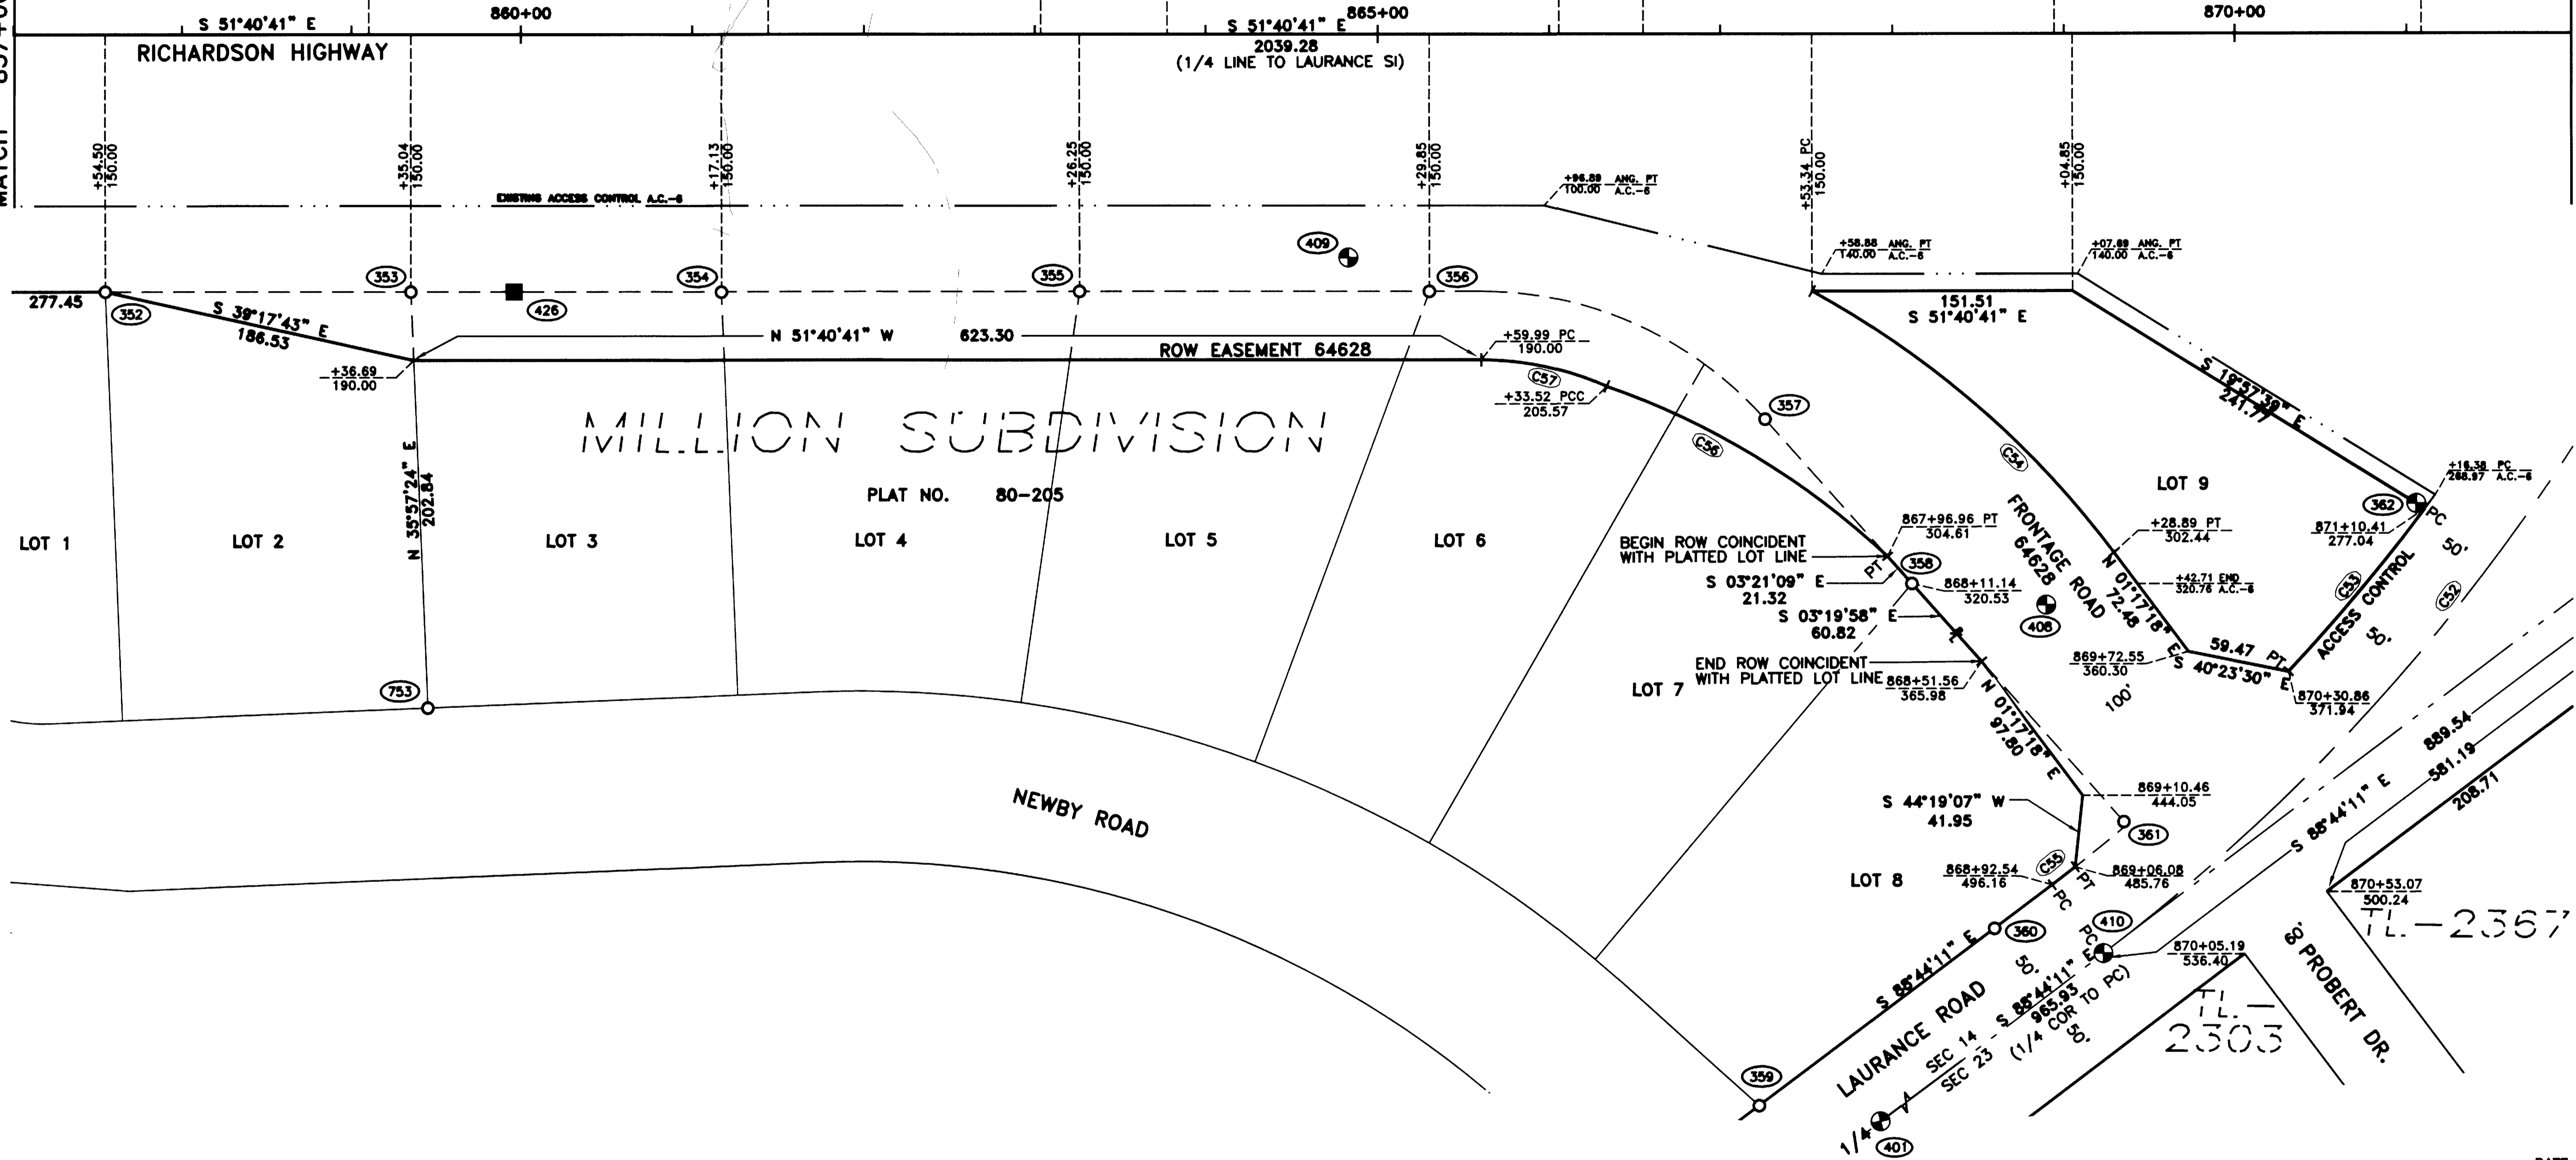 860+00
865+00
870+00
S 51°40'41" E
S 51°40'41" E
RICHARDSON HIGHWAY
2039.28
(1/4 LINE TO LAURANCE SI)
+54.50
150.00
+35.04
150.00
+17.13
150.00
+26.25
150.00
+29.85
150.00
+53.34 PC
150.00
+04.85
150.00
EXISTING ACCESS CONTROL A.C.-6
+96.89 ANG. PT
100.00 A.C.-6
+58.88 ANG. PT
140.00 A.C.-6
+07.69 ANG. PT
140.00 A.C.-6
409
353
354
355
356
277.45
352
426
S 39°17'43" E
186.53
151.51
S 51°40'41" E
N 51°40'41" W 623.30
ROW EASEMENT 64628
+59.99 PC
190.00
+36.69
190.00
C57
+33.52 PCC
205.57
357
S 19°57'39" E
241.77
MILLION SUBDIVISION
PLAT NO. 80-205
N 35°57'24" E
202.84
C56
C54
LOT 9
+16.38 PC
268.97 A.C.-6
362
PC
871+10.41
277.04
50'
LOT 1
LOT 2
LOT 3
LOT 4
LOT 5
LOT 6
867+96.96 PT
304.61
FRONTAGE ROAD
64628
+28.89 PT
302.44
BEGIN ROW COINCIDENT
WITH PLATTED LOT LINE
PT
358
S 03°21'09" E
21.32
868+11.14
320.53
+42.71 END
320.76 A.C.-6
N 01°17'18" E
72.48
C53
C52
ACCESS CONTROL
50'
408
S 03°19'58" E
60.82
869+72.55
360.30
59.47
PT
S 40°23'30" E
END ROW COINCIDENT
WITH PLATTED LOT LINE
868+51.56
365.98
LOT 7
753
870+30.86
371.94
100'
N 01°17'18" E
97.80
889.54
581.19
208.71
S 88°44'11" E
869+10.46
444.05
NEWBY ROAD
S 44°19'07" W
41.95
361
C55
LOT 8
868+92.54
496.16
869+06.08
485.76
PT
PC
870+53.07
500.24
TL-2367
410
360
PC
870+05.19
536.40
60' PROBERT DR.
S 88°44'11" E
50'
LAURANCE ROAD
S 88°44'11" E
965.93
(1/4 COR TO PC)
SEC 14
SEC 23
50'
TL-
2303
359
1/4
401